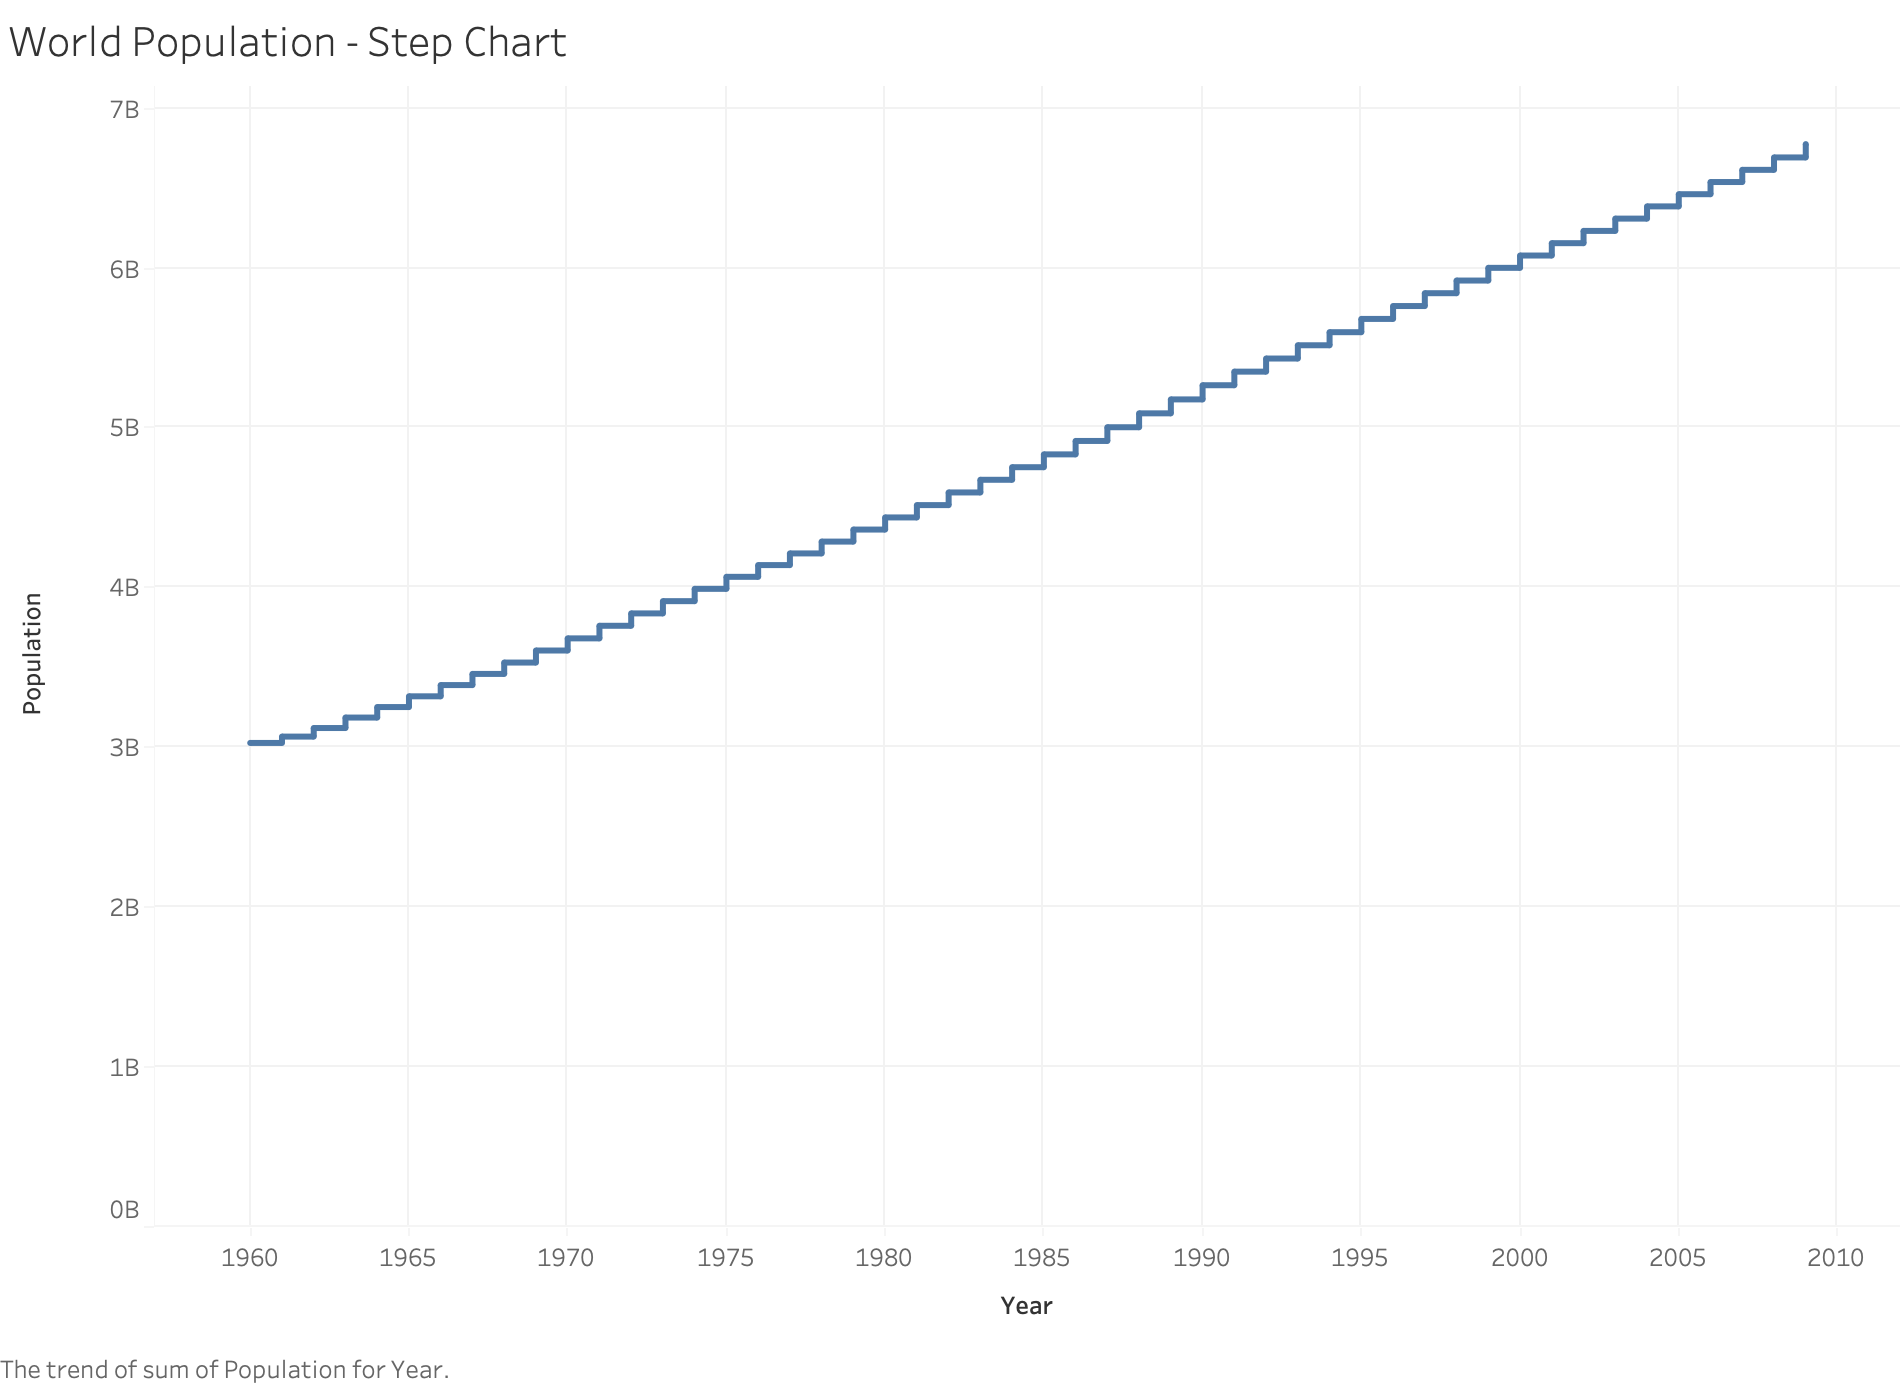 World Population - Step Chart
7B
6B
5B
4B
3B
2B
1B
0B
Population
1960 1965 1970 1975 1980 1985 1990 1995 2000 2005 2010
Year
The trend of sum of Population for Year.